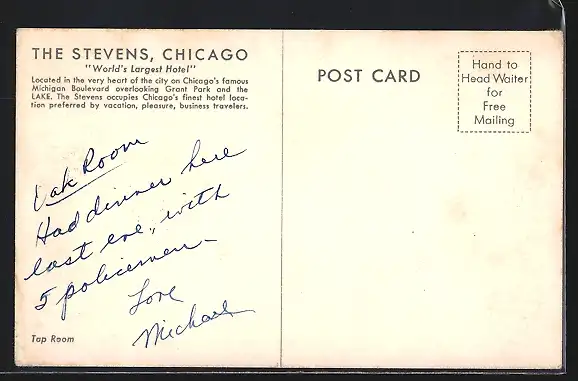 THE STEVENS, CHICAGO
"World's Largest Hotel"
Located in the very heart of the city on Chicago's famous
Michigan Boulevard overlooking Grant Park and the
LAKE. The Stevens occupies Chicago's finest hotel loca-
tion preferred by vacation, pleasure, business travelers.
Oak Room
Had dinner here
last eve., with
5 policemen -
Love
Michael
Tap Room
POST CARD
Hand to
Head Waiter
for
Free
Mailing